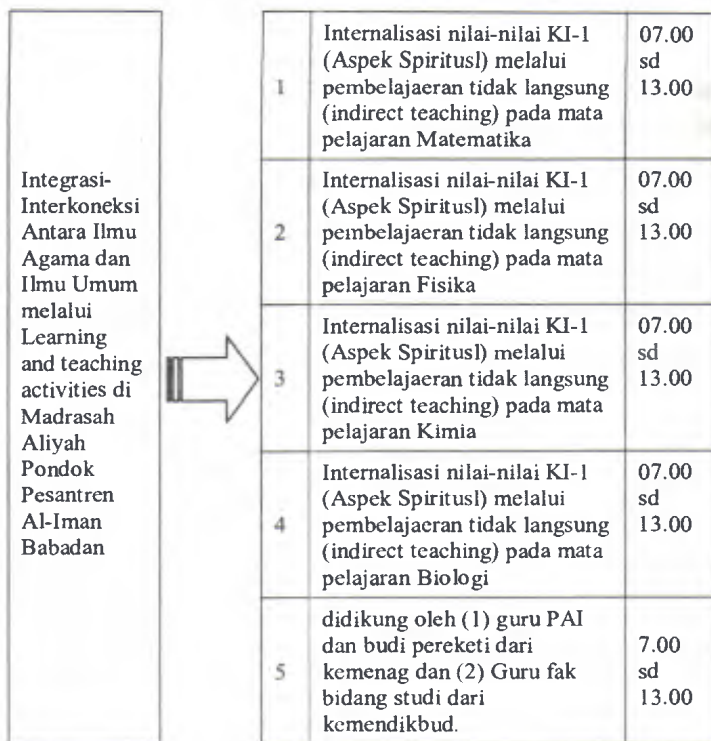 Integrasi-
Interkoneksi
Antara Ilmu
Agama dan
Ilmu Umum
melalui
Learning
and teaching
activities di
Madrasah
Aliyah
Pondok
Pesantren
Al-Iman
Babadan
1
Internalisasi nilai-nilai KI-1
(Aspek Spiritusl) melalui
pembelajaeran tidak langsung
(indirect teaching) pada mata
pelajaran Matematika
07.00
sd
13.00
2
Internalisasi nilai-nilai KI-1
(Aspek Spiritusl) melalui
pembelajaeran tidak langsung
(indirect teaching) pada mata
pelajaran Fisika
07.00
sd
13.00
3
Internalisasi nilai-nilai KI-1
(Aspek Spiritusl) melalui
pembelajaeran tidak langsung
(indirect teaching) pada mata
pelajaran Kimia
07.00
sd
13.00
4
Internalisasi nilai-nilai KI-1
(Aspek Spiritusl) melalui
pembelajaeran tidak langsung
(indirect teaching) pada mata
pelajaran Biologi
07.00
sd
13.00
5
didikung oleh (1) guru PAI
dan budi pereketi dari
kemenag dan (2) Guru fak
bidang studi dari
kemendikbud.
7.00
sd
13.00